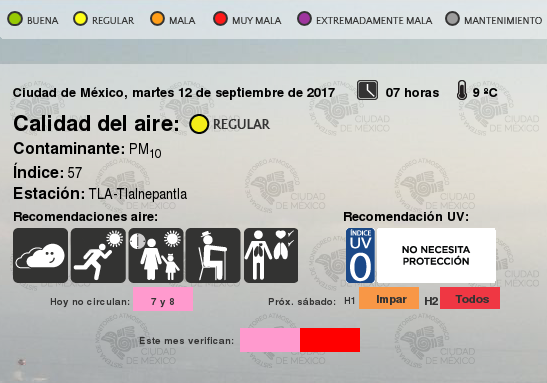 BUENA REGULAR MALA MUY MALA EXTREMADAMENTE MALA MANTENIMIENTO
Ciudad de México, martes 12 de septiembre de 2017 07 horas 9 ºC
Calidad del aire: REGULAR
Contaminante: PM10
Índice: 57
Estación: TLA-Tlalnepantla
Recomendaciones aire: Recomendación UV:
ÍNDICE UV 0 NO NECESITA PROTECCIÓN
Hoy no circulan: 7 y 8 Próx. sábado: H1 Impar H2 Todos
Este mes verifican: